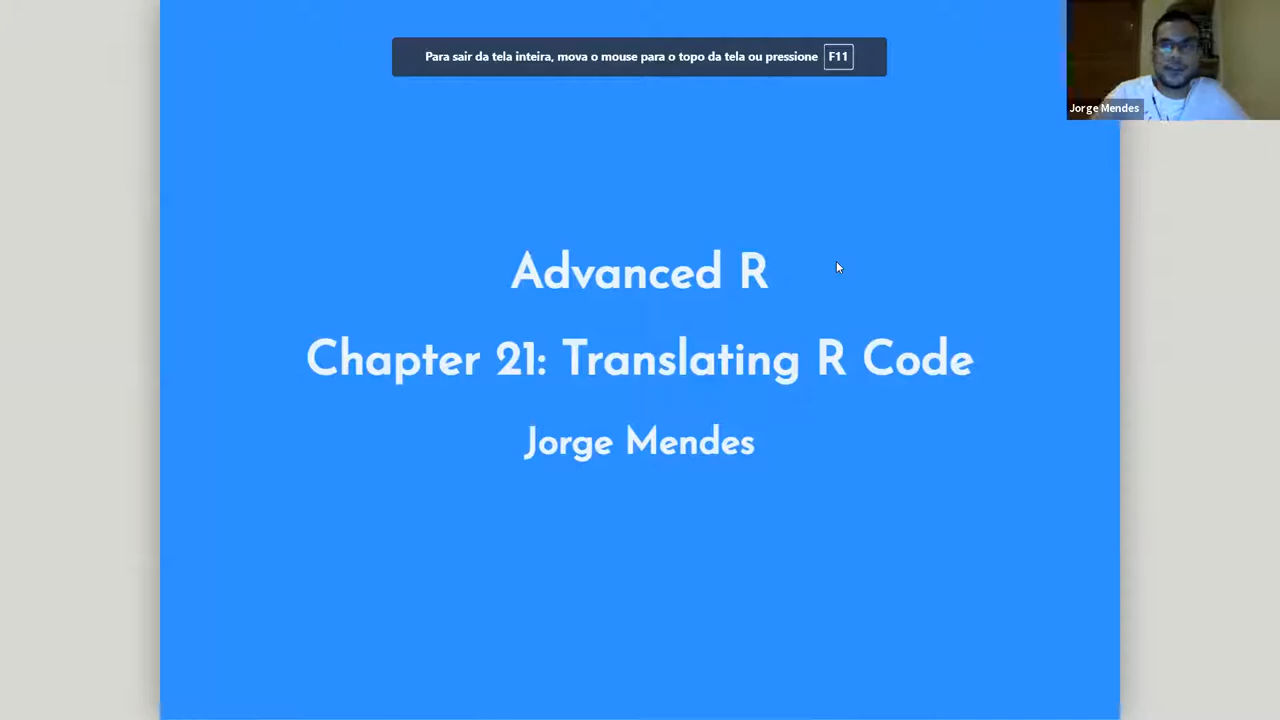 Para sair da tela inteira, mova o mouse para o topo da tela ou pressione F11
Jorge Mendes
Advanced R
Chapter 21: Translating R Code
Jorge Mendes